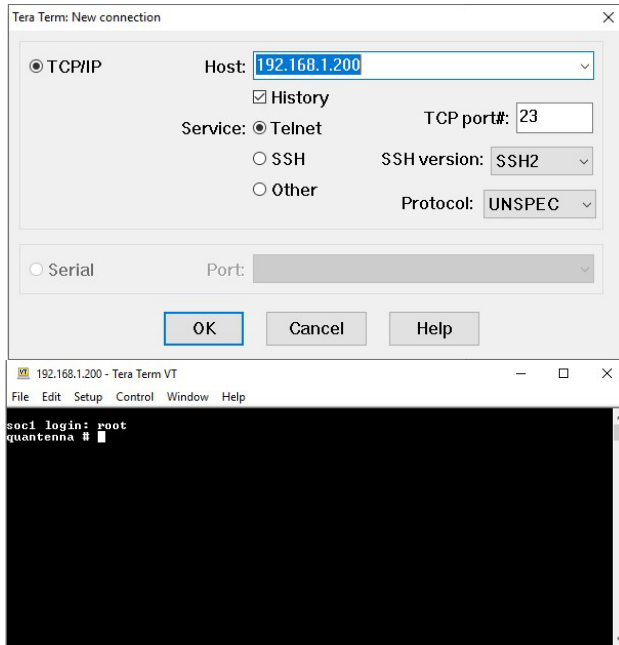 Tera Term: New connection
TCP/IP Host: 192.168.1.200
History
Service: Telnet TCP port#: 23
SSH SSH version: SSH2
Other Protocol: UNSPEC
Serial Port:
OK Cancel Help
VT 192.168.1.200 - Tera Term VT
File Edit Setup Control Window Help
soc1 login: root
quantenna #